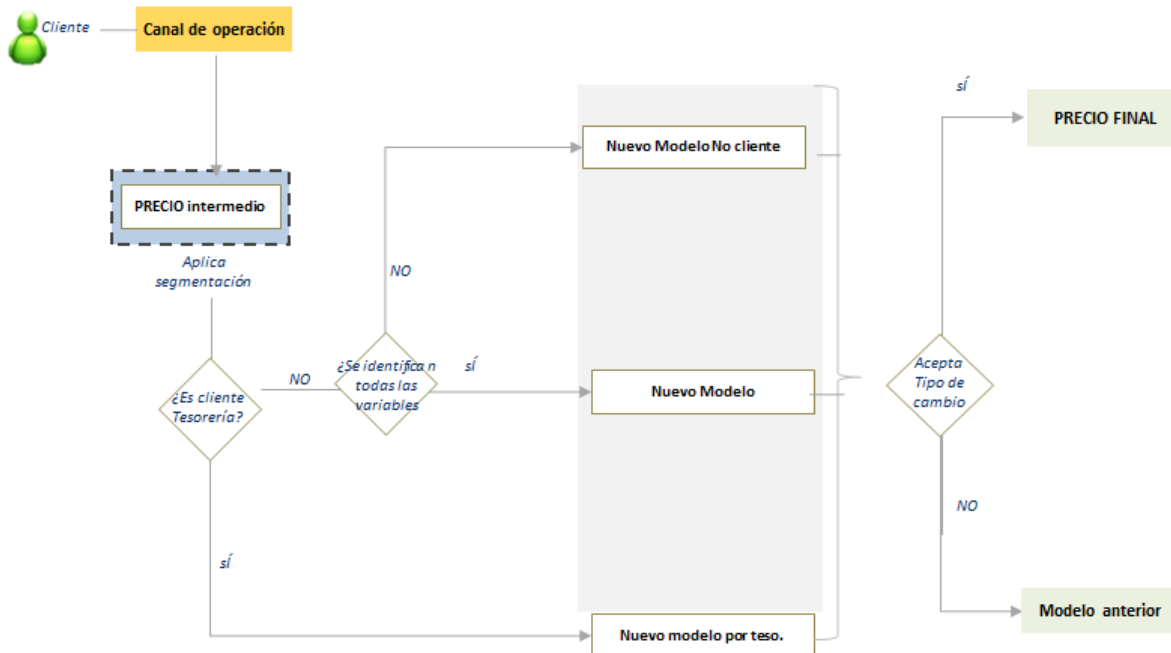 Cliente
Canal de operación
PRECIO intermedio
Aplica
segmentación
¿Es cliente
Tesorería?
NO
SÍ
¿Se identifica n
todas las
variables
NO
SÍ
Nuevo Modelo No cliente
Nuevo Modelo
Nuevo modelo por teso.
Acepta
Tipo de
cambio
SÍ
PRECIO FINAL
NO
Modelo anterior